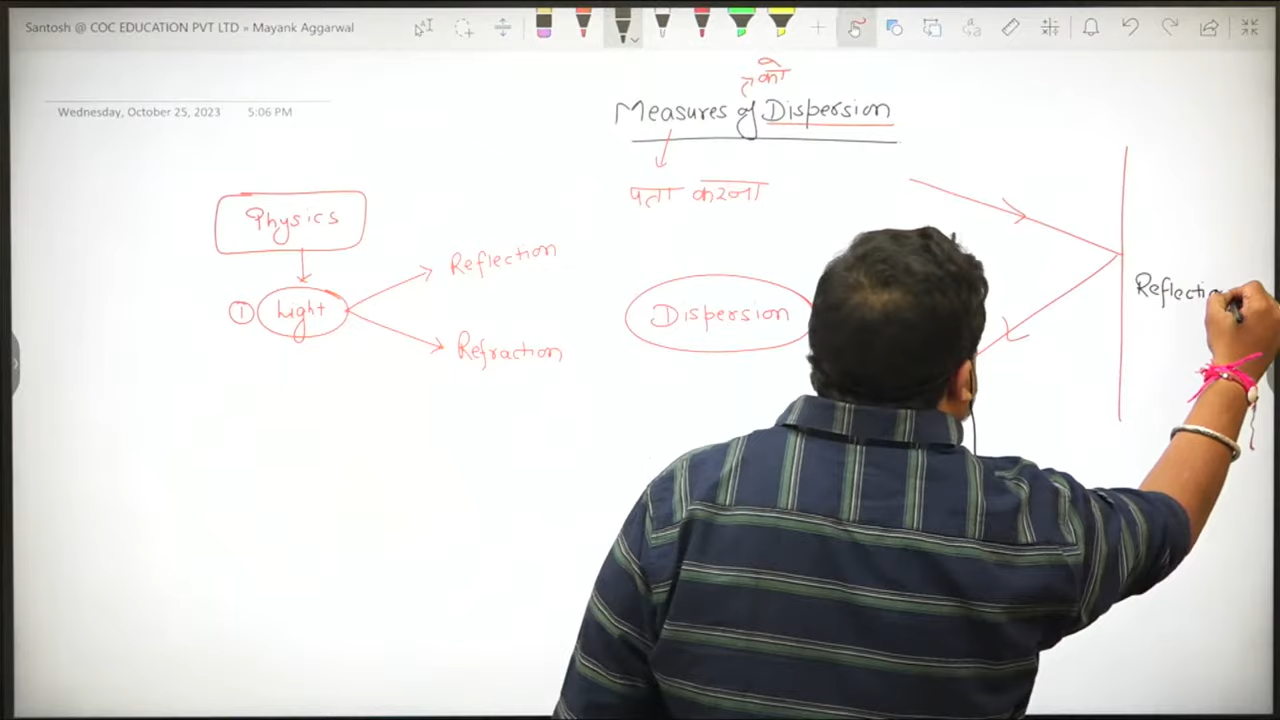 Santosh @ COC EDUCATION PVT LTD » Mayank Aggarwal
Wednesday, October 25, 2023 5:06 PM
को
Measures of Dispersion
पता करना
Physics
① Light
Reflection
Refraction
Dispersion
Reflectio